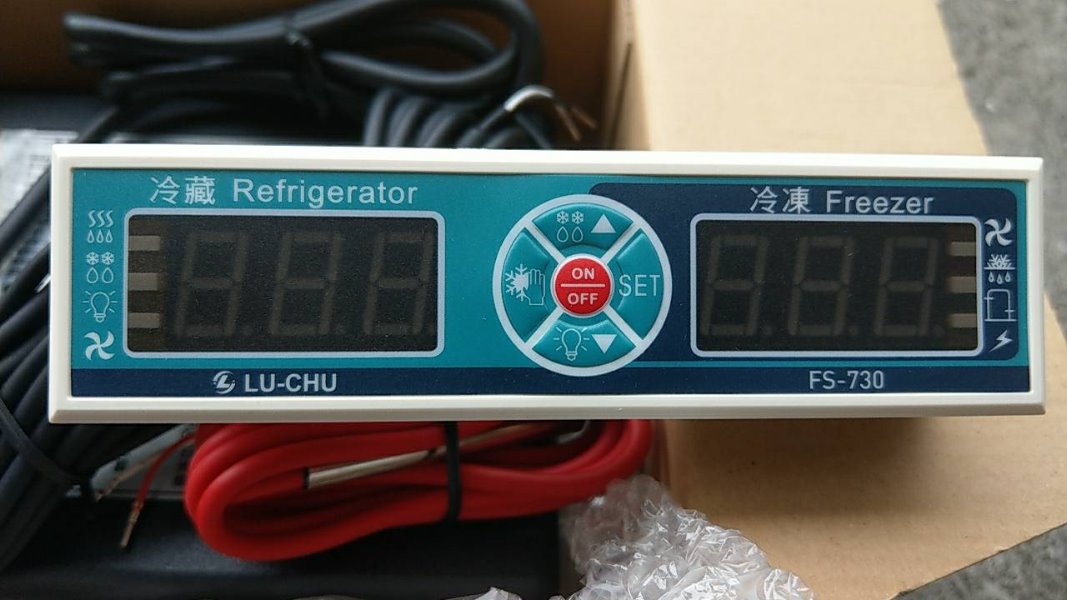 冷藏 Refrigerator
冷凍 Freezer
ON
OFF
SET
LU-CHU
FS-730